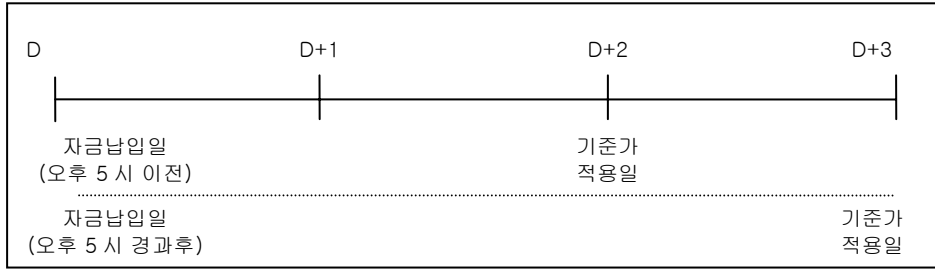 D D+1 D+2 D+3
자금납입일 기준가
(오후 5 시 이전) 적용일
자금납입일 기준가
(오후 5 시 경과후) 적용일